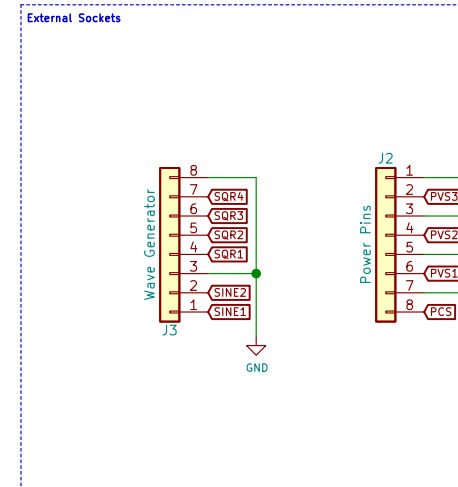 External Sockets
J2
8
1
7 SQR4
2 PVS3
6 SQR3
3
5 SQR2
4 PVS2
4 SQR1
5
3
6 PVS1
2 SINE2
7
1 SINE1
8 PCS
Wave Generator
Power Pins
J3
GND